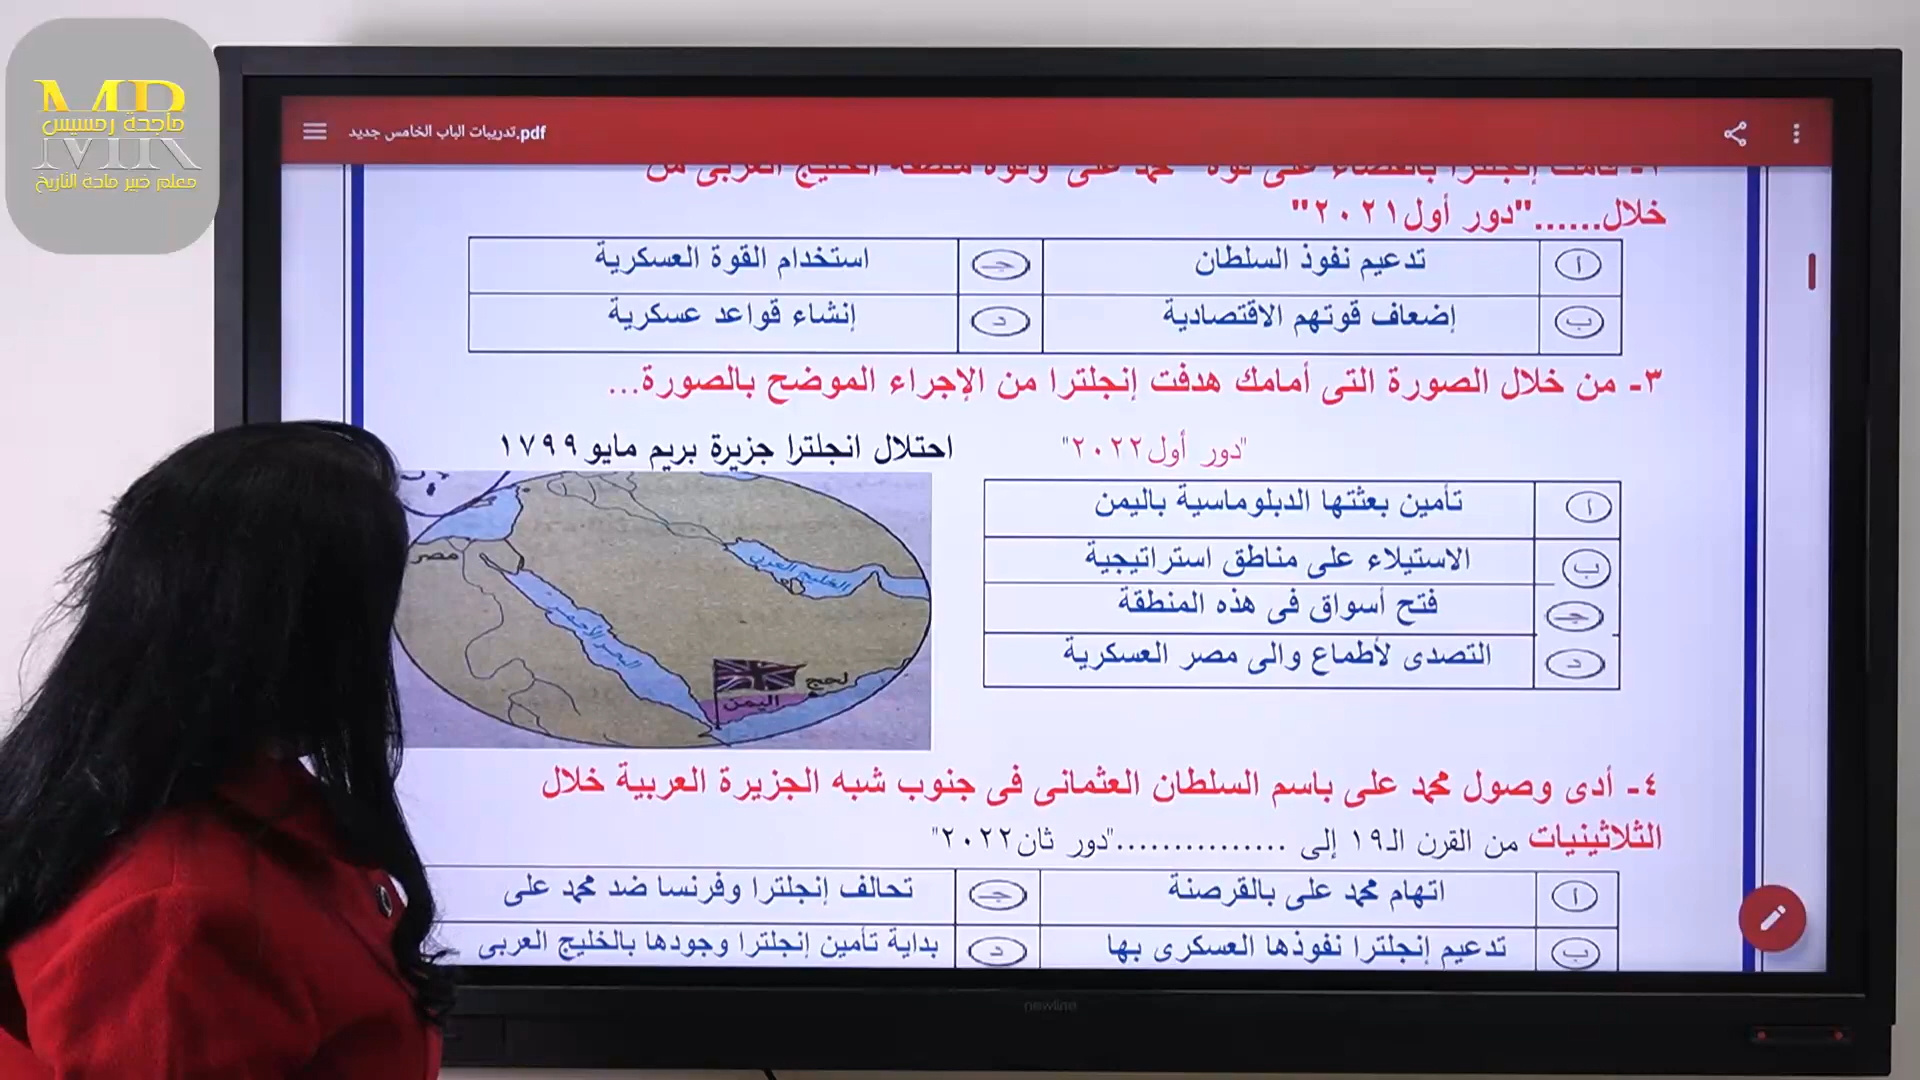 MR
ماجدة رمسيس
معلم خبير مادة التاريخ
تدريبات الباب الخامس جديد.pdf
خلال......"دور أول ٢٠٢١"
أ تدعيم نفوذ السلطان جـ استخدام القوة العسكرية
ب إضعاف قوتهم الاقتصادية د إنشاء قواعد عسكرية
٣- من خلال الصورة التى أمامك هدفت إنجلترا من الإجراء الموضح بالصورة...
"دور أول ٢٠٢٢"
احتلال انجلترا جزيرة بريم مايو ١٧٩٩
أ تأمين بعثتها الدبلوماسية باليمن
ب الاستيلاء على مناطق استراتيجية
جـ فتح أسواق فى هذه المنطقة
د التصدى لأطماع والى مصر العسكرية
مصر
الخليج العربى
البحر الأحمر
لحج
اليمن
٤- أدى وصول محمد على باسم السلطان العثمانى فى جنوب شبه الجزيرة العربية خلال
الثلاثينيات من القرن الـ١٩ إلى ................"دور ثان ٢٠٢٢"
أ اتهام محمد على بالقرصنة جـ تحالف إنجلترا وفرنسا ضد محمد على
ب تدعيم إنجلترا نفوذها العسكرى بها د بداية تأمين إنجلترا وجودها بالخليج العربى
newline